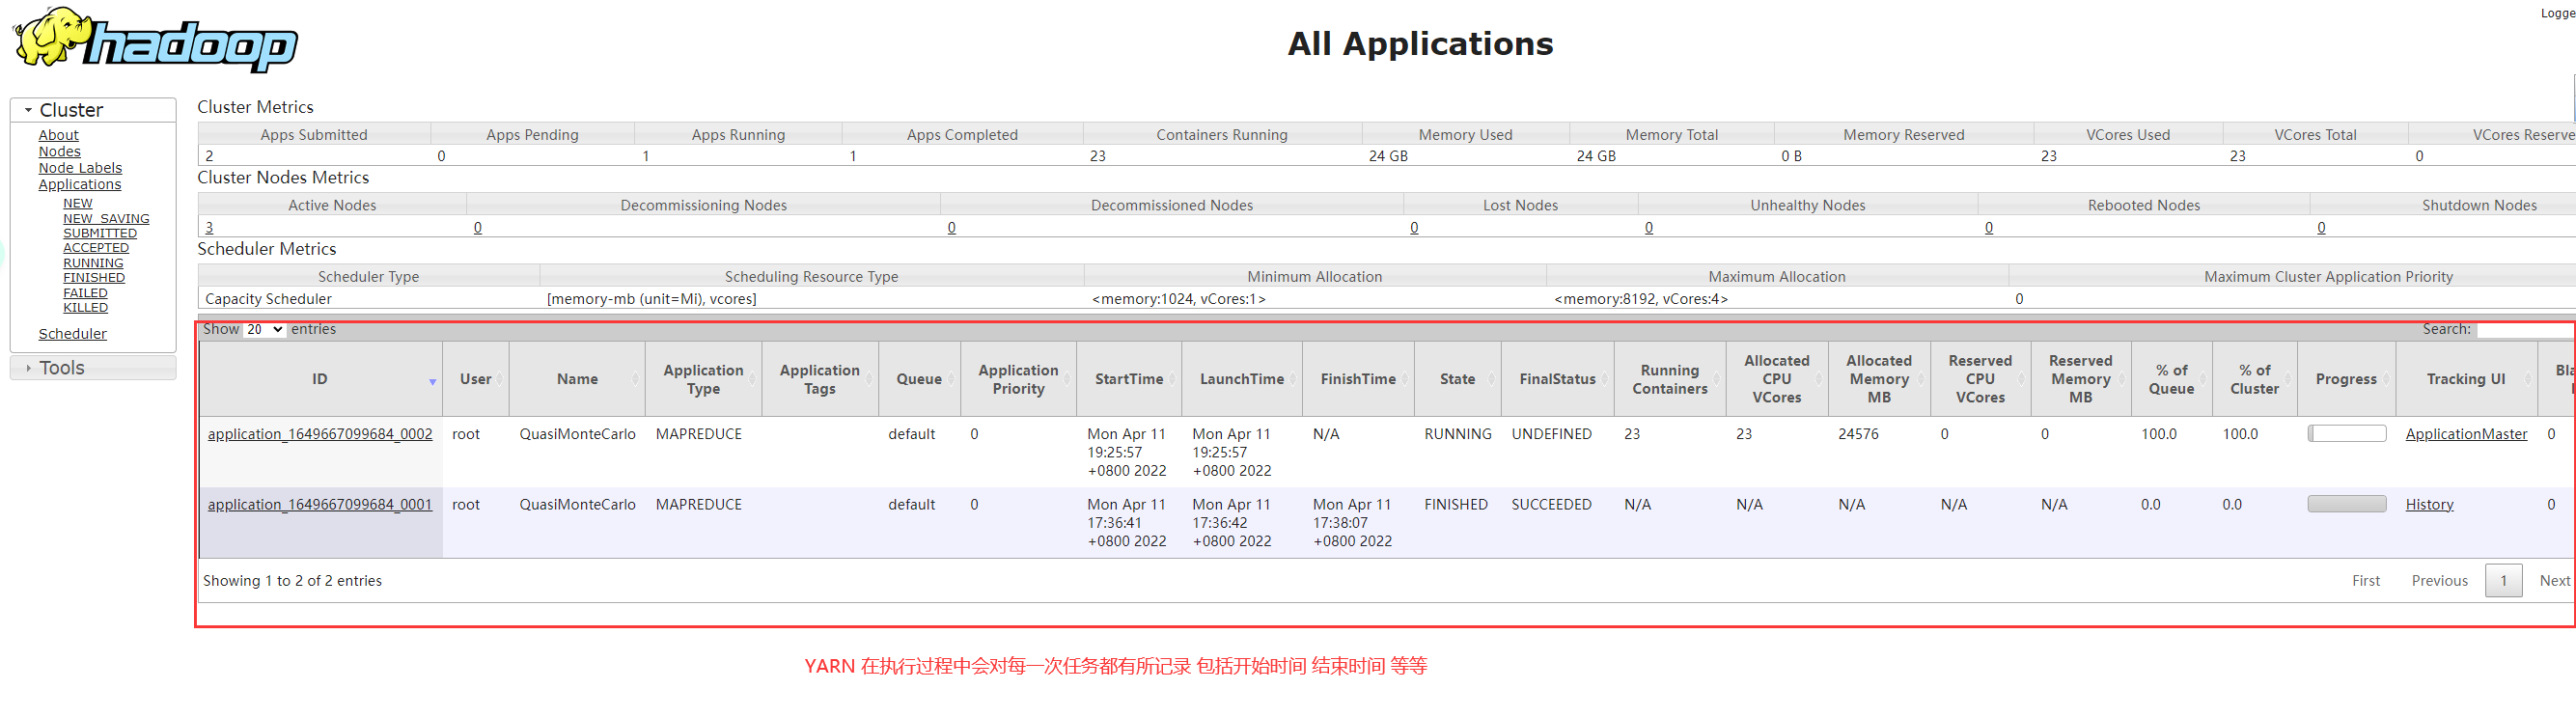 hadoop
Logge
All Applications
Cluster
About
Nodes
Node Labels
Applications
NEW
NEW_SAVING
SUBMITTED
ACCEPTED
RUNNING
FINISHED
FAILED
KILLED
Scheduler
Tools
Cluster Metrics
Apps Submitted Apps Pending Apps Running Apps Completed Containers Running Memory Used Memory Total Memory Reserved VCores Used VCores Total VCores Reserve
2 0 1 1 23 24 GB 24 GB 0 B 23 23 0
Cluster Nodes Metrics
Active Nodes Decommissioning Nodes Decommissioned Nodes Lost Nodes Unhealthy Nodes Rebooted Nodes Shutdown Nodes
3 0 0 0 0 0 0
Scheduler Metrics
Scheduler Type Scheduling Resource Type Minimum Allocation Maximum Allocation Maximum Cluster Application Priority
Capacity Scheduler [memory-mb (unit=Mi), vcores] <memory:1024, vCores:1> <memory:8192, vCores:4> 0
Show 20 entries Search:
ID User Name Application Type Application Tags Queue Application Priority StartTime LaunchTime FinishTime State FinalStatus Running Containers Allocated CPU VCores Allocated Memory MB Reserved CPU VCores Reserved Memory MB % of Queue % of Cluster Progress Tracking UI Bla
application_1649667099684_0002 root QuasiMonteCarlo MAPREDUCE default 0 Mon Apr 11 Mon Apr 11 N/A RUNNING UNDEFINED 23 23 24576 0 0 100.0 100.0 ApplicationMaster 0
19:25:57 19:25:57
+0800 2022 +0800 2022
application_1649667099684_0001 root QuasiMonteCarlo MAPREDUCE default 0 Mon Apr 11 Mon Apr 11 Mon Apr 11 FINISHED SUCCEEDED N/A N/A N/A N/A N/A 0.0 0.0 History 0
17:36:41 17:36:42 17:38:07
+0800 2022 +0800 2022 +0800 2022
Showing 1 to 2 of 2 entries First Previous 1 Next
YARN 在执行过程中会对每一次任务都有所记录 包括开始时间 结束时间 等等